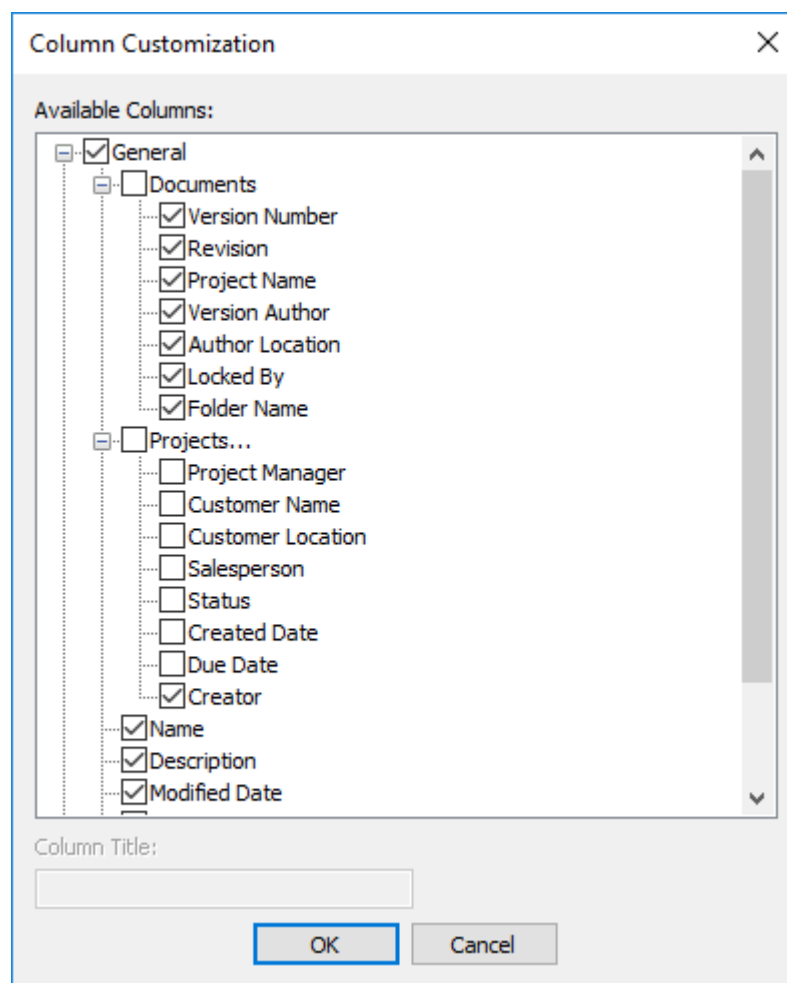 Column Customization
Available Columns:
General
Documents
Version Number
Revision
Project Name
Version Author
Author Location
Locked By
Folder Name
Projects...
Project Manager
Customer Name
Customer Location
Salesperson
Status
Created Date
Due Date
Creator
Name
Description
Modified Date
Column Title:
OK Cancel